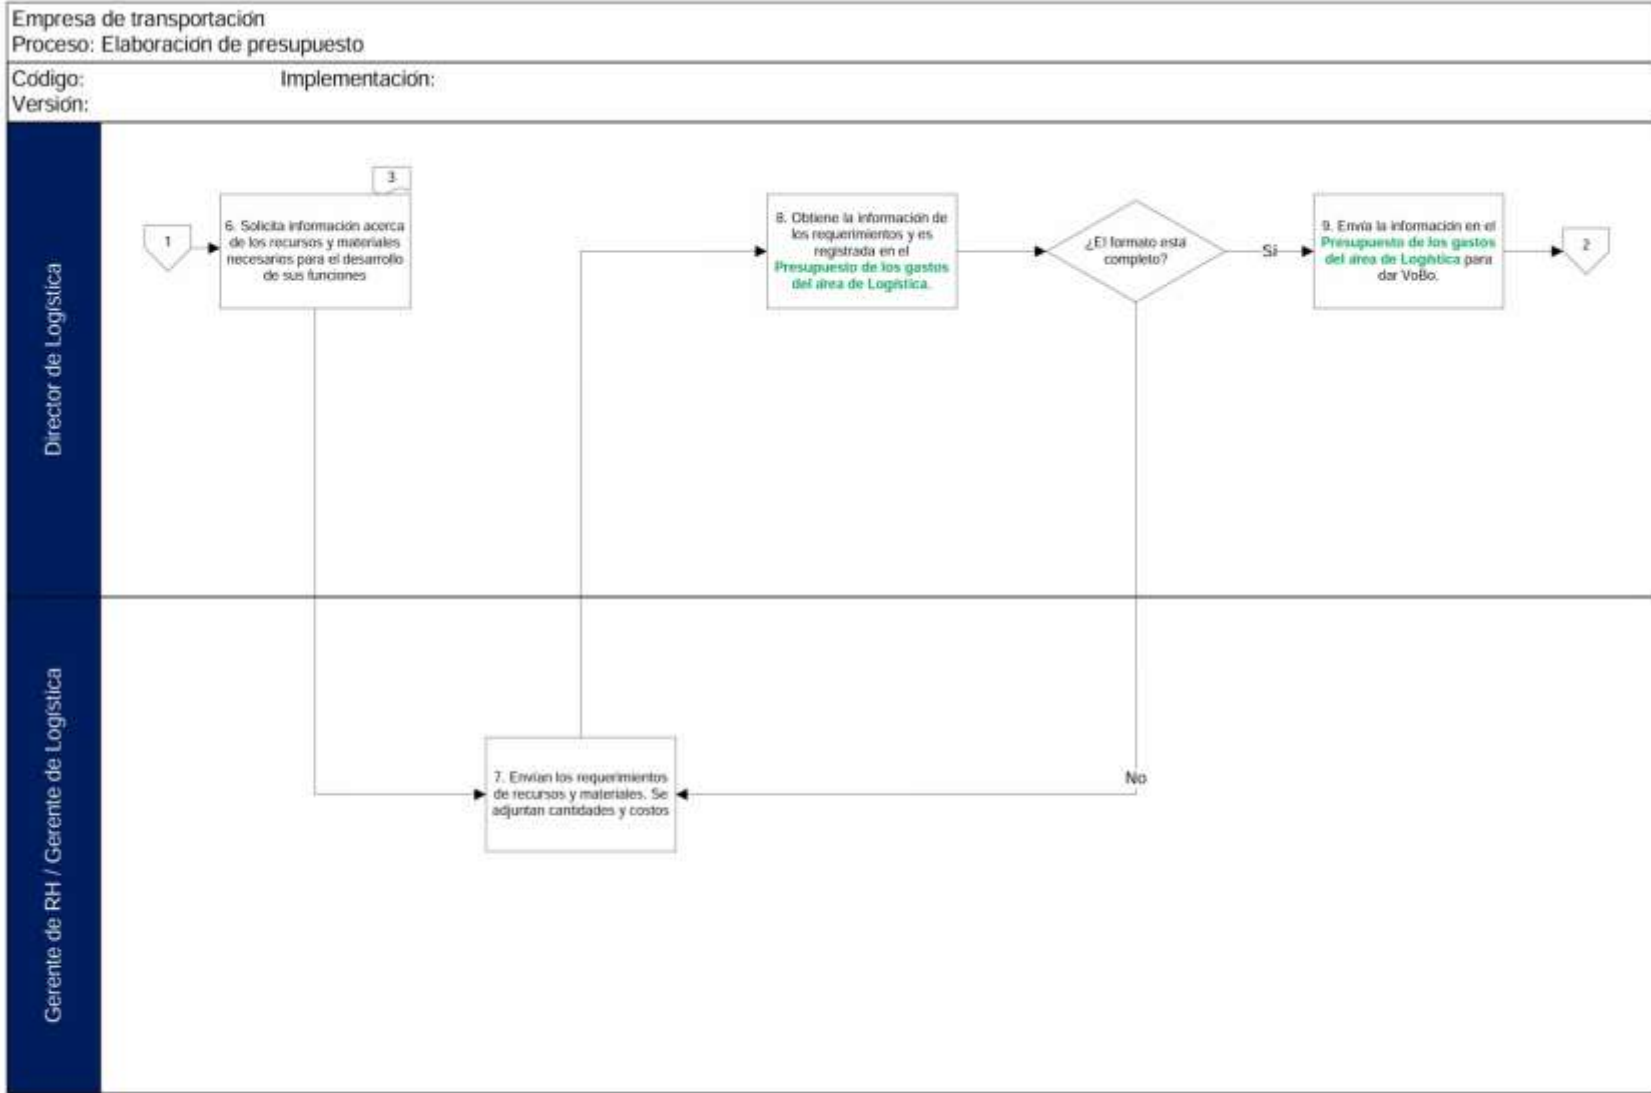 Empresa de transportación
Proceso: Elaboración de presupuesto
Código: Implementación:
Versión:
Director de Logística
1
3
6. Solicita información acerca
de los recursos y materiales
necesarios para el desarrollo
de sus funciones
8. Obtiene la información de
los requerimientos y es
registrada en el
Presupuesto de los gastos
del área de Logística.
¿El formato esta
completo?
Si
9. Envía la información en el
Presupuesto de los gastos
del área de Logística para
dar VoBo.
2
Gerente de RH / Gerente de Logística
7. Envían los requerimientos
de recursos y materiales. Se
adjuntan cantidades y costos
No